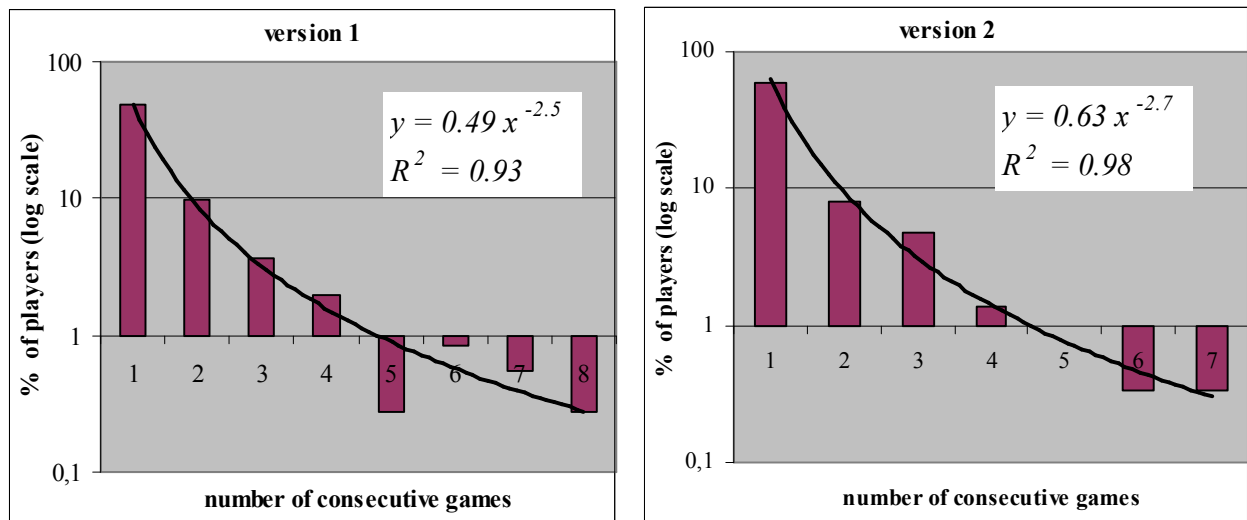 version 1
% of players (log scale)
100
10
1
0,1
y = 0.49 x -2.5
R2 = 0.93
1 2 3 4 5 6 7 8
number of consecutive games
version 2
% of players (log scale)
100
10
1
0,1
y = 0.63 x -2.7
R2 = 0.98
1 2 3 4 5 6 7
number of consecutive games